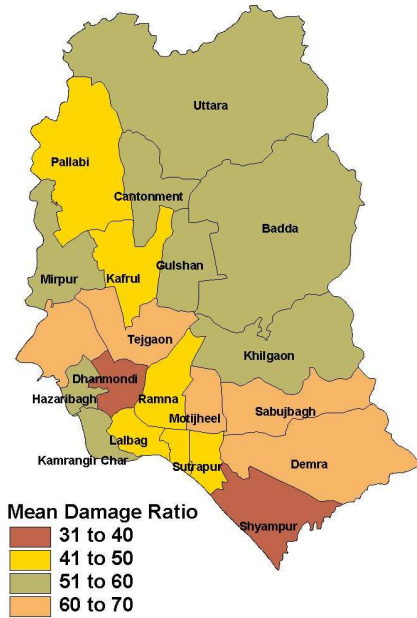 Uttara
Pallabi
Cantonment
Badda
Gulshan
Mirpur
Kafrul
Tejgaon
Khilgaon
Dhanmondi
Hazaribagh
Ramna
Sabujbagh
Motijheel
Lalbag
Kamrangir Char
Sutrapur
Demra
Shyampur
Mean Damage Ratio
31 to 40
41 to 50
51 to 60
60 to 70